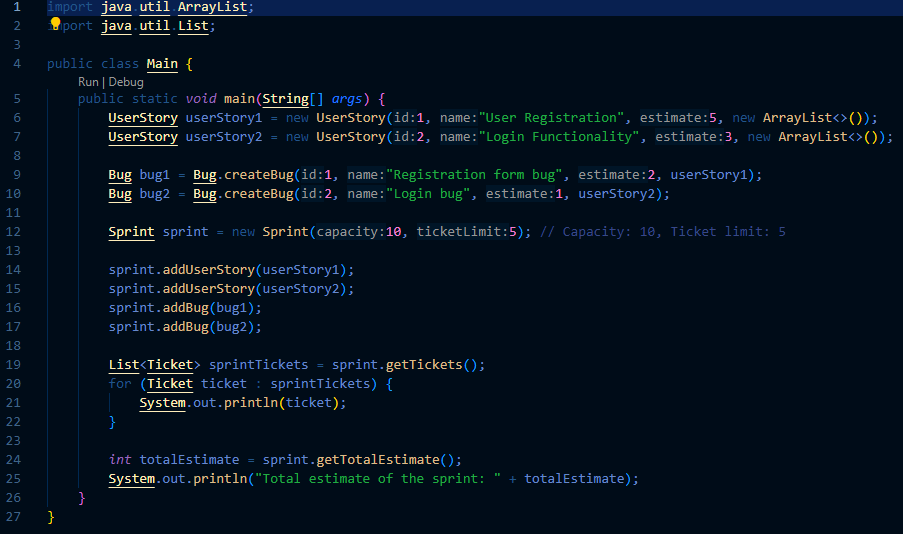 1 import java.util.ArrayList;
2 import java.util.List;
3
4 public class Main {
Run | Debug
5 public static void main(String[] args) {
6 UserStory userStory1 = new UserStory(id:1, name:"User Registration", estimate:5, new ArrayList<>());
7 UserStory userStory2 = new UserStory(id:2, name:"Login Functionality", estimate:3, new ArrayList<>());
8
9 Bug bug1 = Bug.createBug(id:1, name:"Registration form bug", estimate:2, userStory1);
10 Bug bug2 = Bug.createBug(id:2, name:"Login bug", estimate:1, userStory2);
11
12 Sprint sprint = new Sprint(capacity:10, ticketLimit:5); // Capacity: 10, Ticket limit: 5
13
14 sprint.addUserStory(userStory1);
15 sprint.addUserStory(userStory2);
16 sprint.addBug(bug1);
17 sprint.addBug(bug2);
18
19 List<Ticket> sprintTickets = sprint.getTickets();
20 for (Ticket ticket : sprintTickets) {
21 System.out.println(ticket);
22 }
23
24 int totalEstimate = sprint.getTotalEstimate();
25 System.out.println("Total estimate of the sprint: " + totalEstimate);
26 }
27 }